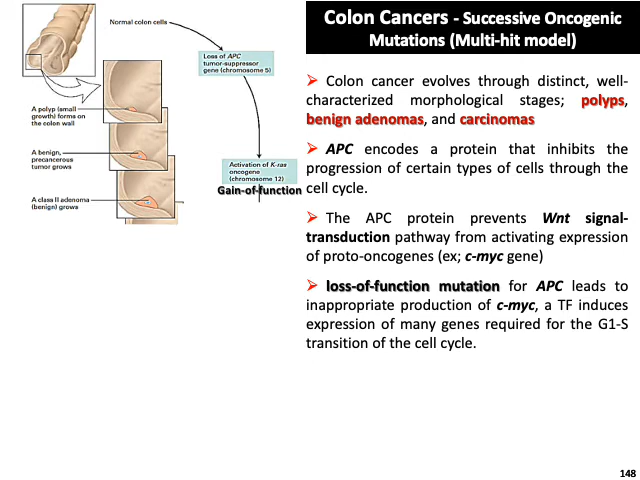 Colon Cancers - Successive Oncogenic
Mutations (Multi-hit model)
Normal colon cells
Loss of APC
tumor-suppressor
gene (chromosome 5)
A polyp (small
growth) forms on
the colon wall
A benign,
precancerous
tumor grows
Activation of K-ras
oncogene
(chromosome 12)
Gain-of-function
A class II adenoma
(benign) grows
➢ Colon cancer evolves through distinct, well-
characterized morphological stages; polyps,
benign adenomas, and carcinomas
➢ APC encodes a protein that inhibits the
progression of certain types of cells through the
cell cycle.
➢ The APC protein prevents Wnt signal-
transduction pathway from activating expression
of proto-oncogenes (ex; c-myc gene)
➢ loss-of-function mutation for APC leads to
inappropriate production of c-myc, a TF induces
expression of many genes required for the G1-S
transition of the cell cycle.
148